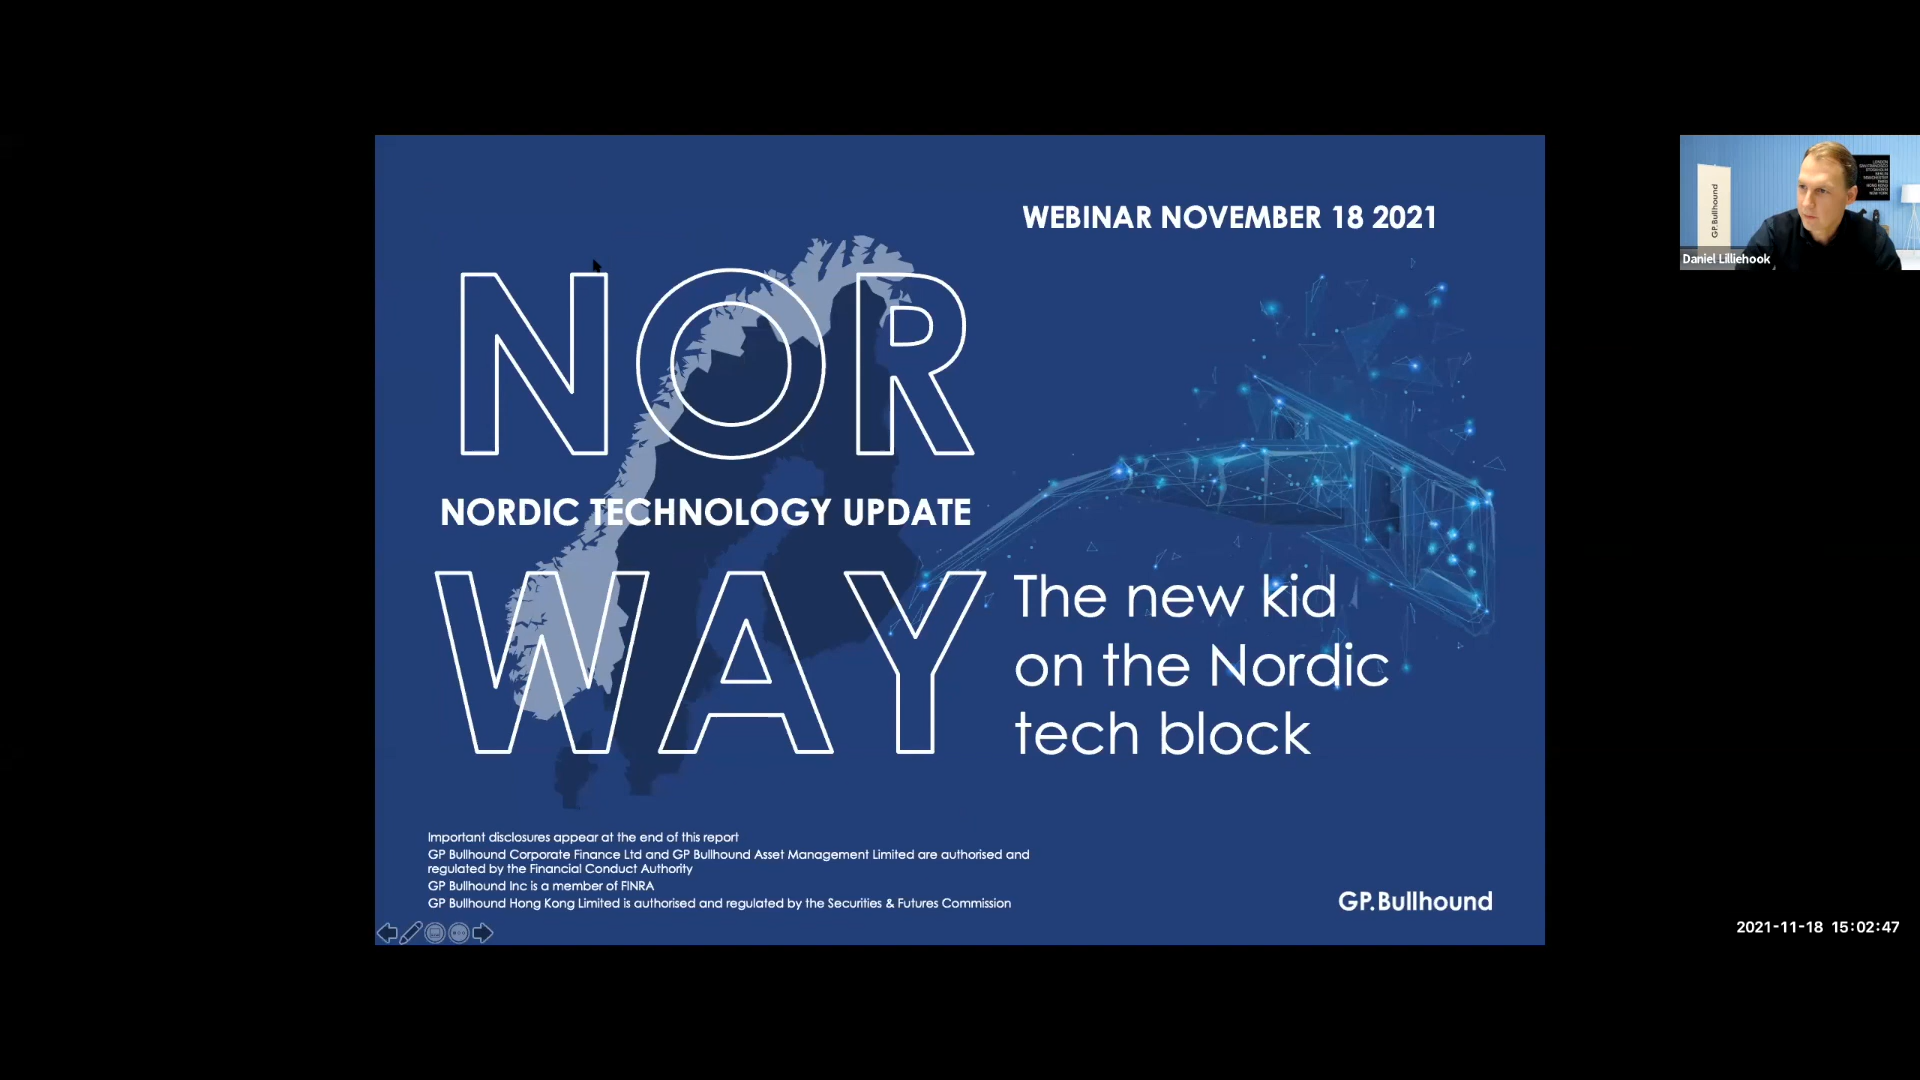 WEBINAR NOVEMBER 18 2021
NOR
NORDIC TECHNOLOGY UPDATE
WAY
The new kid
on the Nordic
tech block
Important disclosures appear at the end of this report
GP Bullhound Corporate Finance Ltd and GP Bullhound Asset Management Limited are authorised and
regulated by the Financial Conduct Authority
GP Bullhound Inc is a member of FINRA
GP Bullhound Hong Kong Limited is authorised and regulated by the Securities & Futures Commission
GP.Bullhound
GP.Bullhound
Daniel Lilliehook
2021-11-18 15:02:47